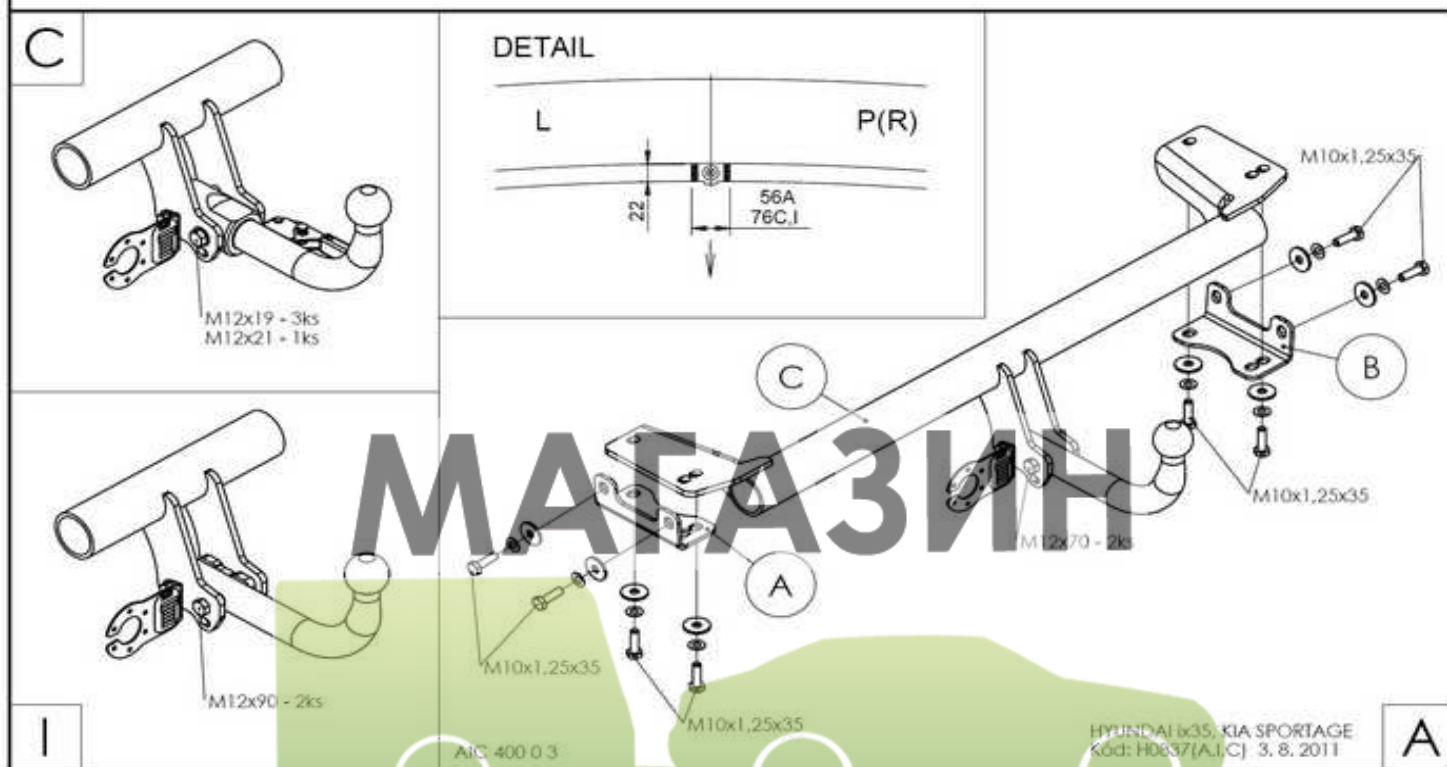 C
M12x19 - 3ks
M12x21 - 1ks
DETAIL
L
P(R)
22
56A
76C,I
M10x1,25x35
B
C
M10x1,25x35
M12x70 - 2ks
A
M10x1,25x35
M10x1,25x35
M12x90 - 2ks
МАГАЗИН
I
AIC 400 0 3
HYUNDAI ix35, KIA SPORTAGE
Kód: H0837(A,I,C) 3. 8. 2011
A